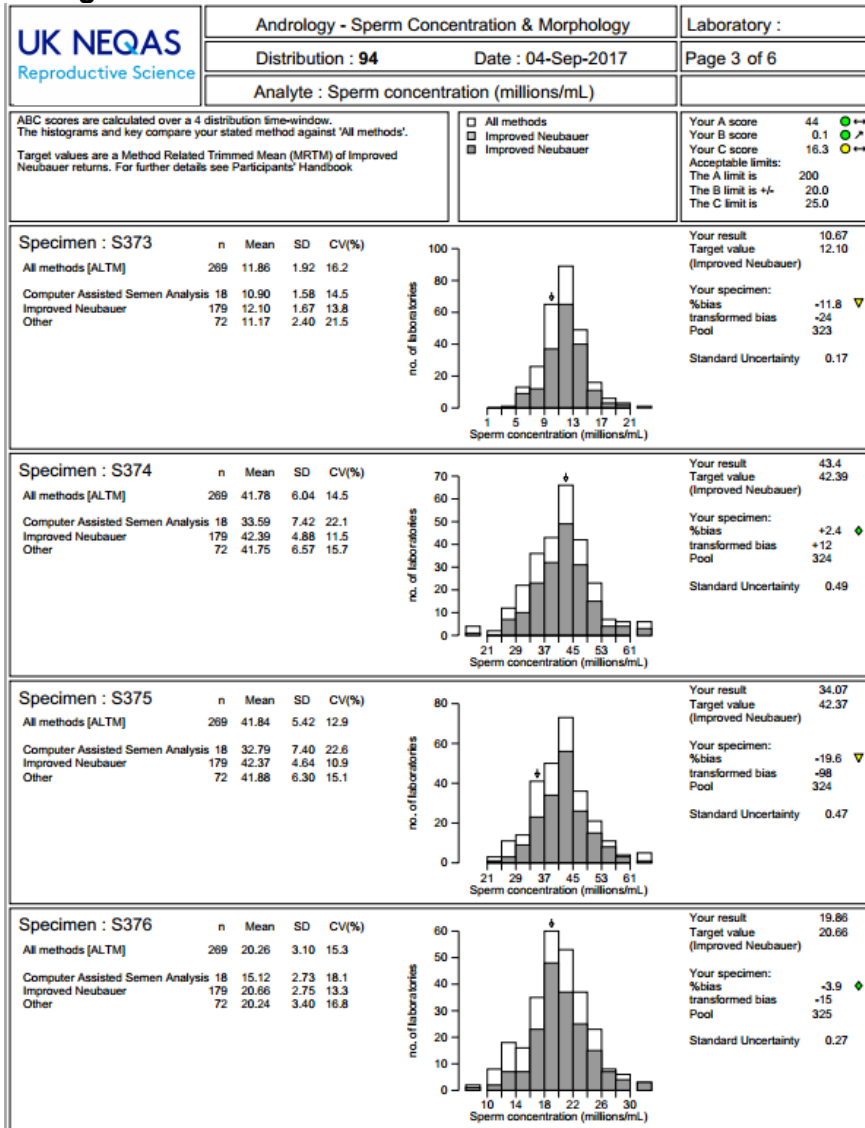 UK NEQAS
Reproductive Science
Andrology - Sperm Concentration & Morphology
Laboratory :
Distribution : 94
Date : 04-Sep-2017
Page 3 of 6
Analyte : Sperm concentration (millions/mL)
ABC scores are calculated over a 4 distribution time-window.
The histograms and key compare your stated method against 'All methods'.
Target values are a Method Related Trimmed Mean (MRTM) of Improved
Neubauer returns. For further details see Participants' Handbook
All methods
Improved Neubauer
Improved Neubauer
Your A score 44
Your B score 0.1
Your C score 16.3
Acceptable limits:
The A limit is 200
The B limit is +/- 20.0
The C limit is 25.0
Specimen : S373 n Mean SD CV(%)
All methods [ALTM] 269 11.86 1.92 16.2
Computer Assisted Semen Analysis 18 10.90 1.58 14.5
Improved Neubauer 179 12.10 1.67 13.8
Other 72 11.17 2.40 21.5
no. of laboratories
100
80
60
40
20
0
1 5 9 13 17 21
Sperm concentration (millions/mL)
Your result 10.67
Target value 12.10
(Improved Neubauer)
Your specimen:
%bias -11.8
transformed bias -24
Pool 323
Standard Uncertainty 0.17
Specimen : S374 n Mean SD CV(%)
All methods [ALTM] 269 41.78 6.04 14.5
Computer Assisted Semen Analysis 18 33.59 7.42 22.1
Improved Neubauer 179 42.39 4.88 11.5
Other 72 41.75 6.57 15.7
no. of laboratories
70
60
50
40
30
20
10
0
21 29 37 45 53 61
Sperm concentration (millions/mL)
Your result 43.4
Target value 42.39
(Improved Neubauer)
Your specimen:
%bias +2.4
transformed bias +12
Pool 324
Standard Uncertainty 0.49
Specimen : S375 n Mean SD CV(%)
All methods [ALTM] 269 41.84 5.42 12.9
Computer Assisted Semen Analysis 18 32.79 7.40 22.6
Improved Neubauer 179 42.37 4.64 10.9
Other 72 41.88 6.30 15.1
no. of laboratories
80
60
40
20
0
21 29 37 45 53 61
Sperm concentration (millions/mL)
Your result 34.07
Target value 42.37
(Improved Neubauer)
Your specimen:
%bias -19.6
transformed bias -98
Pool 324
Standard Uncertainty 0.47
Specimen : S376 n Mean SD CV(%)
All methods [ALTM] 269 20.26 3.10 15.3
Computer Assisted Semen Analysis 18 15.12 2.73 18.1
Improved Neubauer 179 20.66 2.75 13.3
Other 72 20.24 3.40 16.8
no. of laboratories
60
50
40
30
20
10
0
10 14 18 22 26 30
Sperm concentration (millions/mL)
Your result 19.86
Target value 20.66
(Improved Neubauer)
Your specimen:
%bias -3.9
transformed bias -15
Pool 325
Standard Uncertainty 0.27